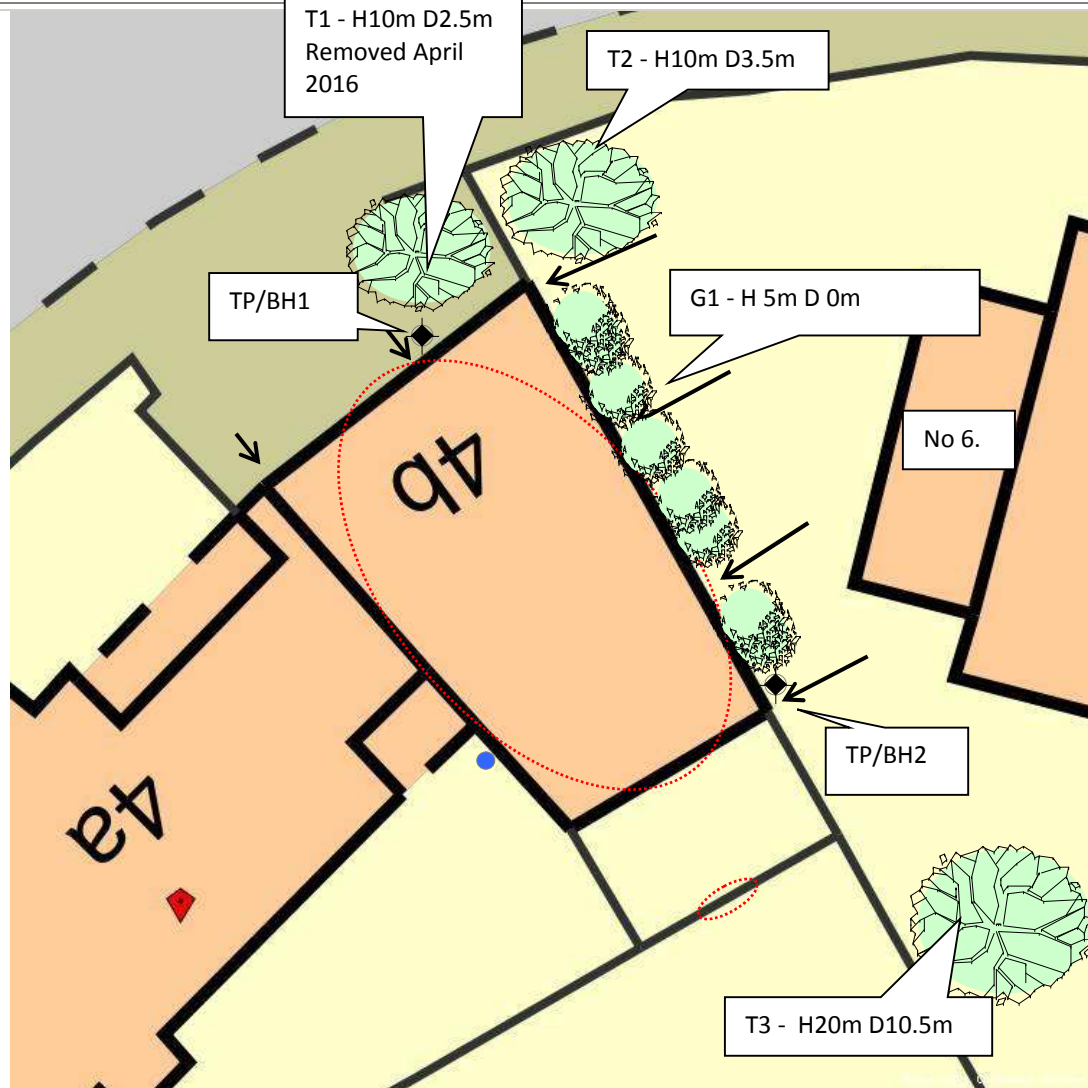 T1 - H10m D2.5m
Removed April
2016
T2 - H10m D3.5m
TP/BH1
G1 - H 5m D 0m
No 6.
4b
TP/BH2
4a
T3 - H20m D10.5m